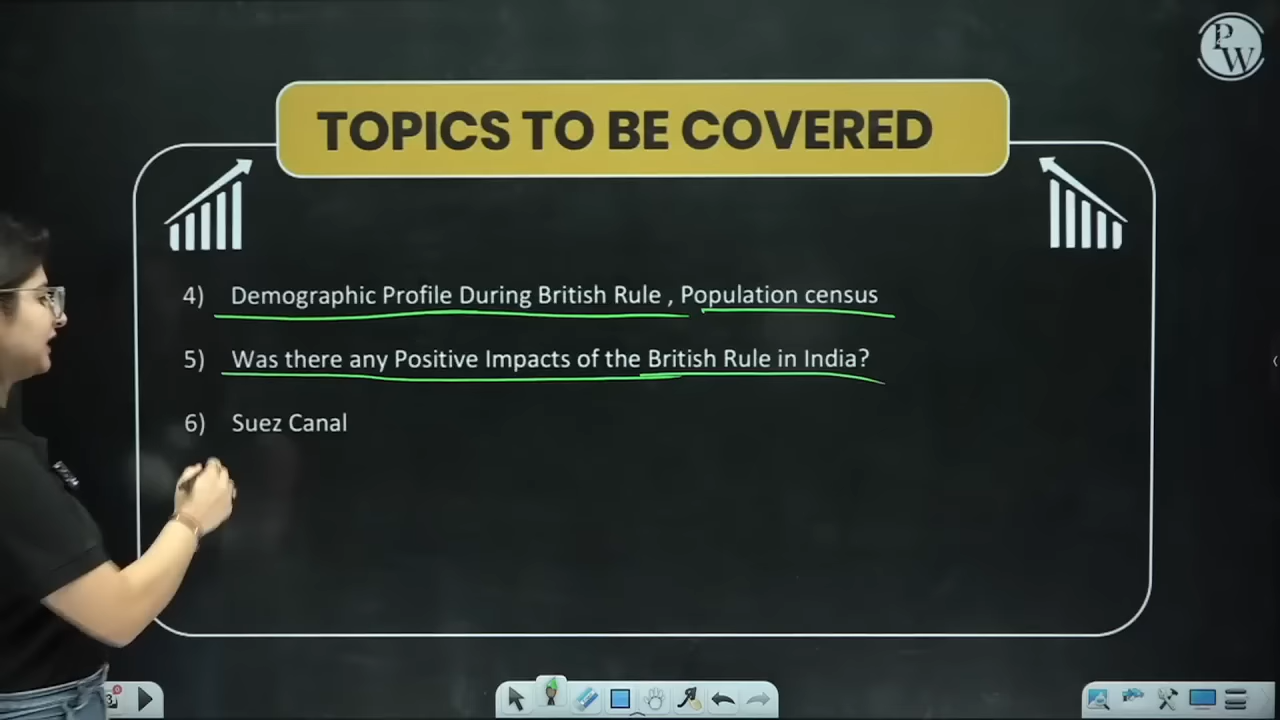 PW
TOPICS TO BE COVERED
4) Demographic Profile During British Rule , Population census
5) Was there any Positive Impacts of the British Rule in India?
6) Suez Canal